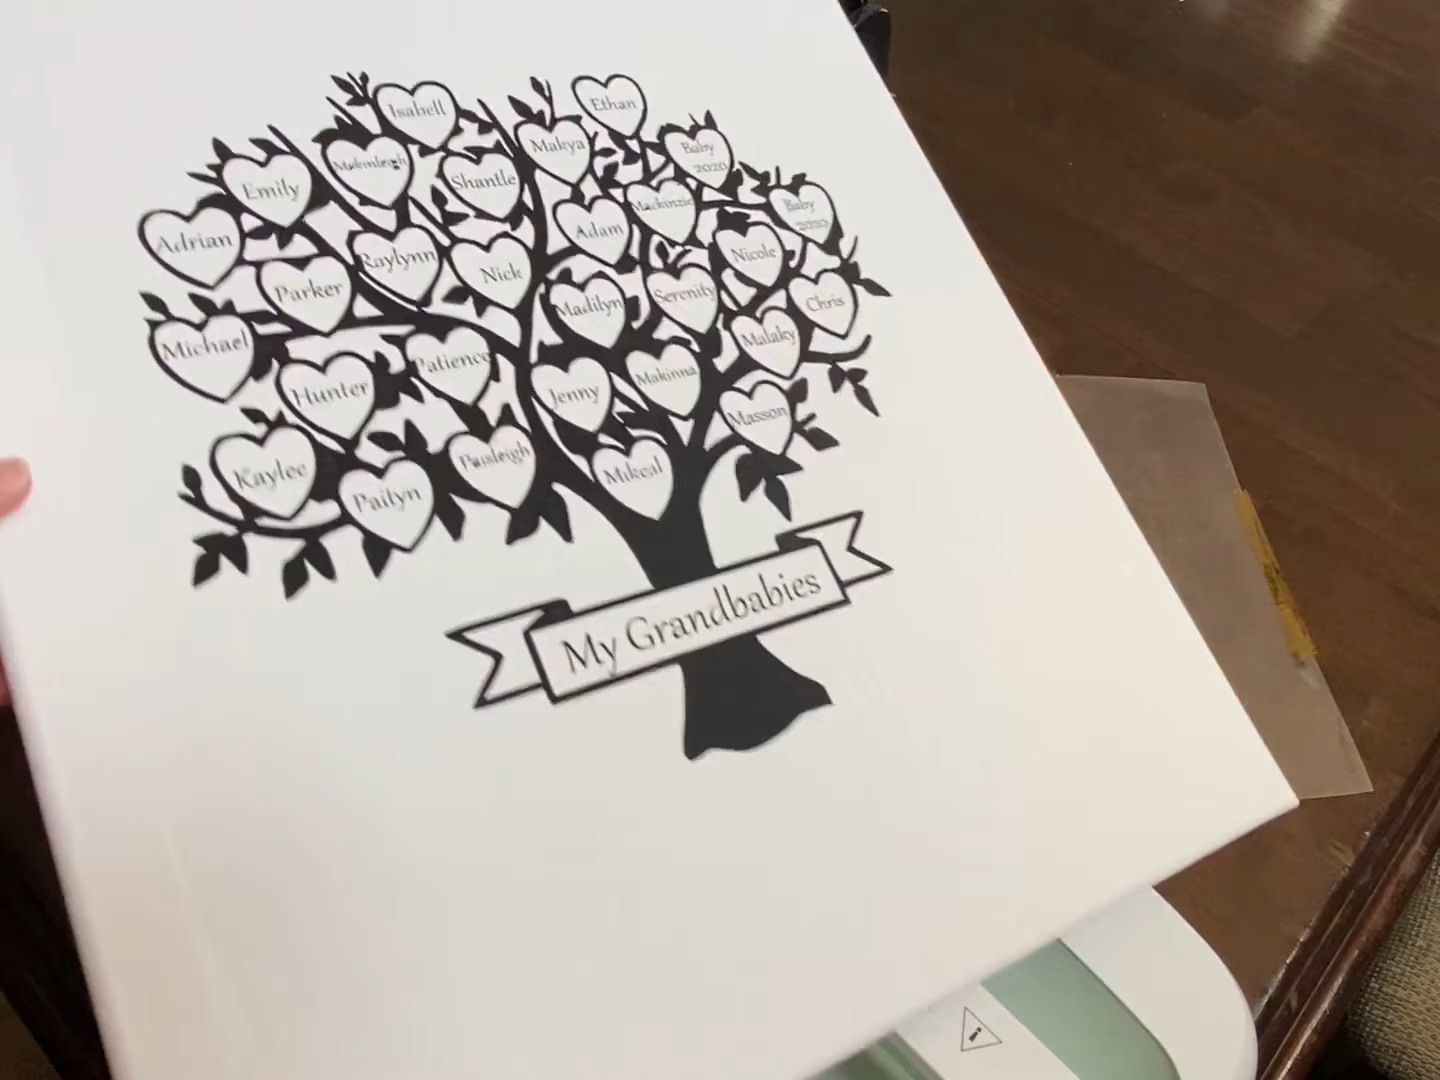 Isabell
Ethan
Makya
Baby
2020
Emily
Shantle
Mackinzie
Baby
2020
Adrian
Raylynn
Nick
Adam
Nicole
Parker
Madilyn
Serenity
Chris
Michael
Patience
Malaky
Hunter
Jenny
Makinna
Masson
Kaylee
Paityn
Paisleigh
Mikeal
My Grandbabies